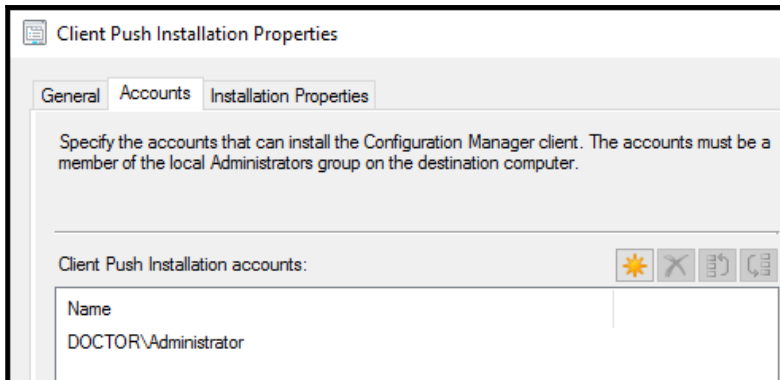 Client Push Installation Properties
General Accounts Installation Properties
Specify the accounts that can install the Configuration Manager client. The accounts must be a
member of the local Administrators group on the destination computer.
Client Push Installation accounts:
Name
DOCTOR\Administrator